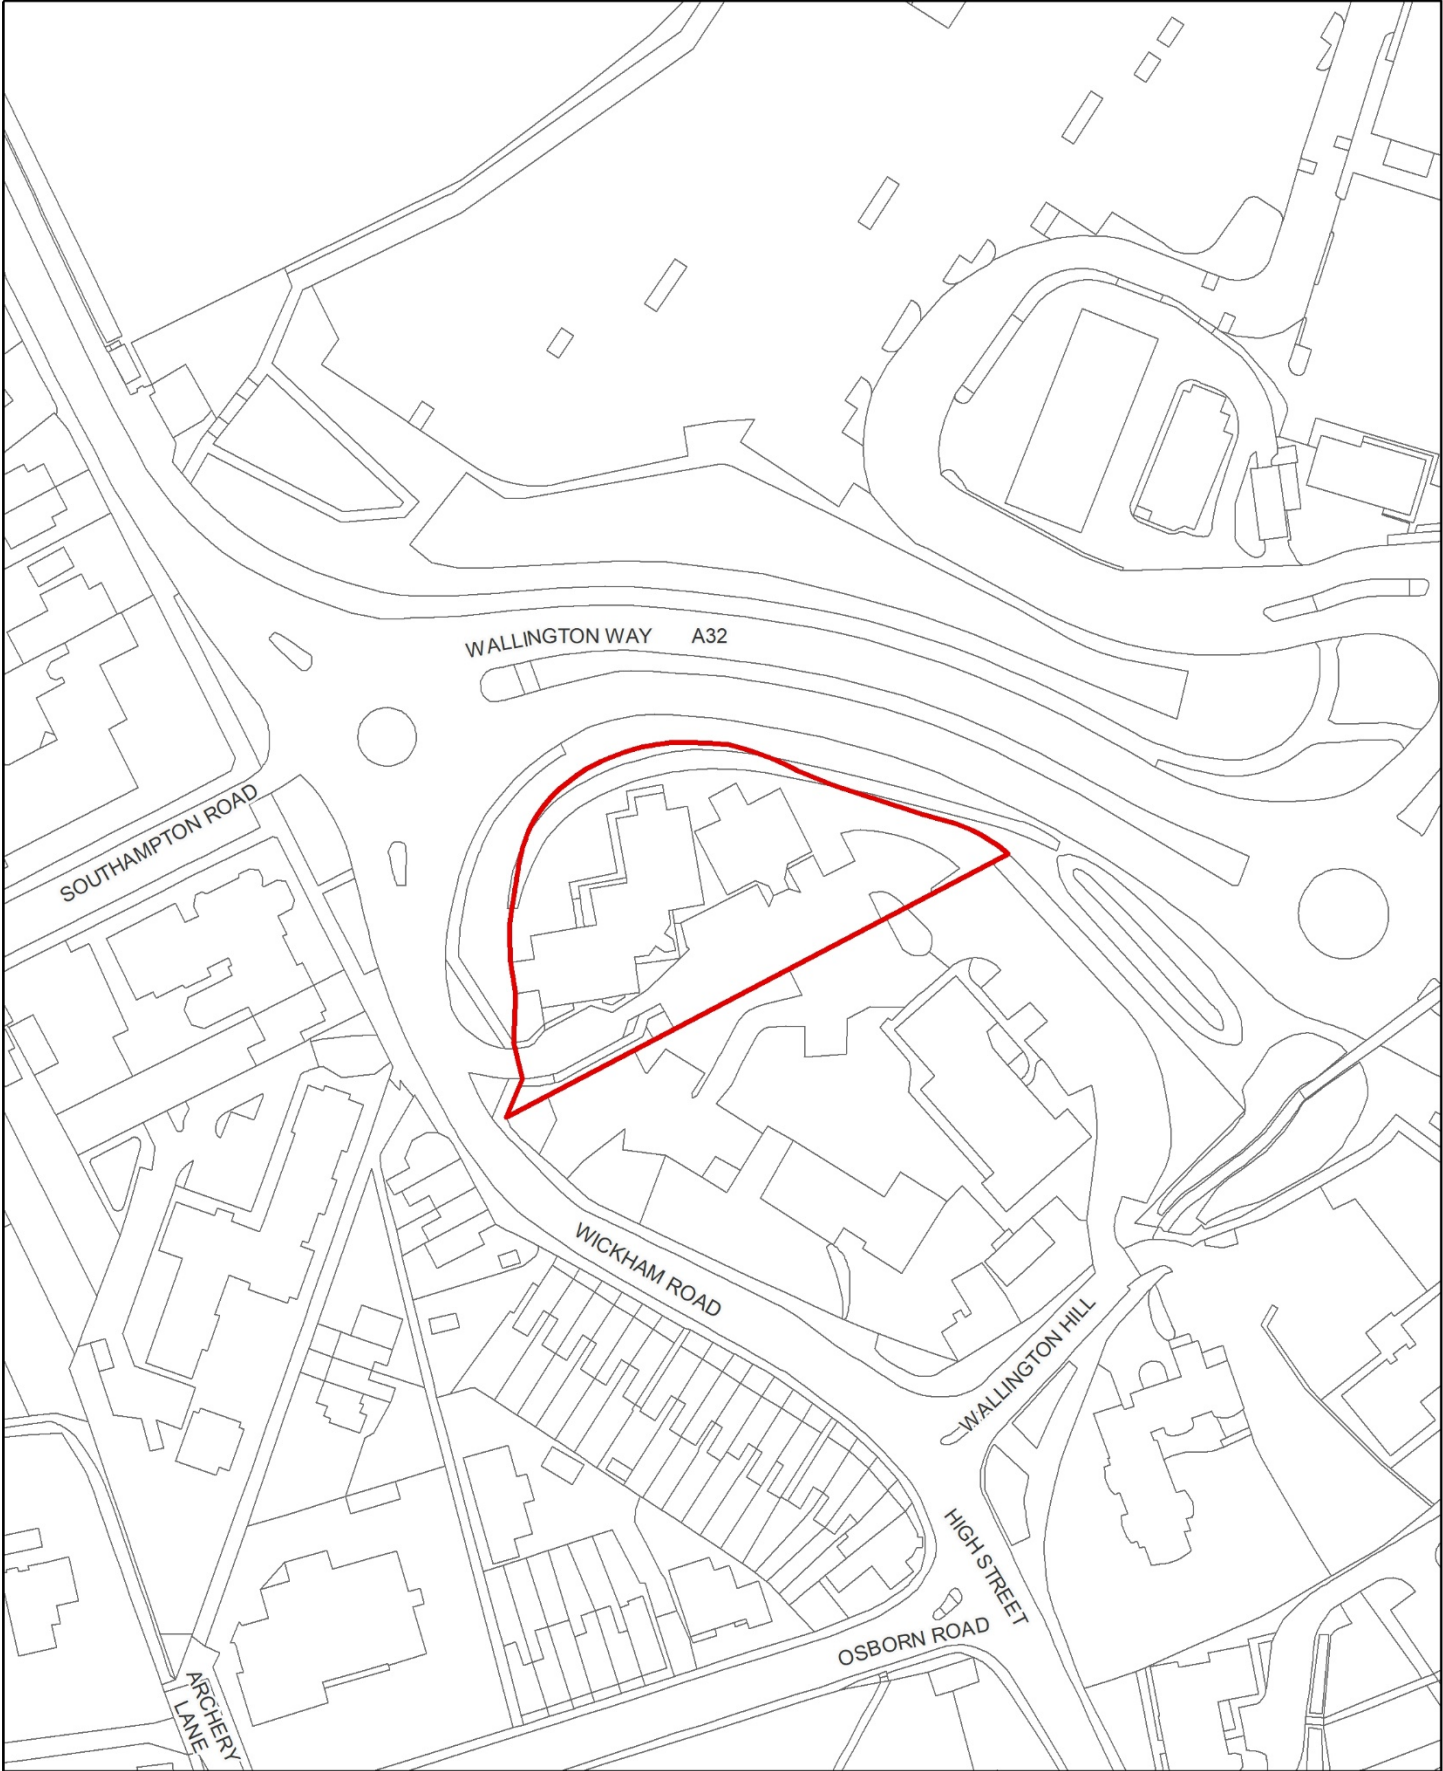 WALLINGTON WAY A32
SOUTHAMPTON ROAD
WICKHAM ROAD
WALLINGTON HILL
HIGH STREET
OSBORN ROAD
ARCHERY
LANE